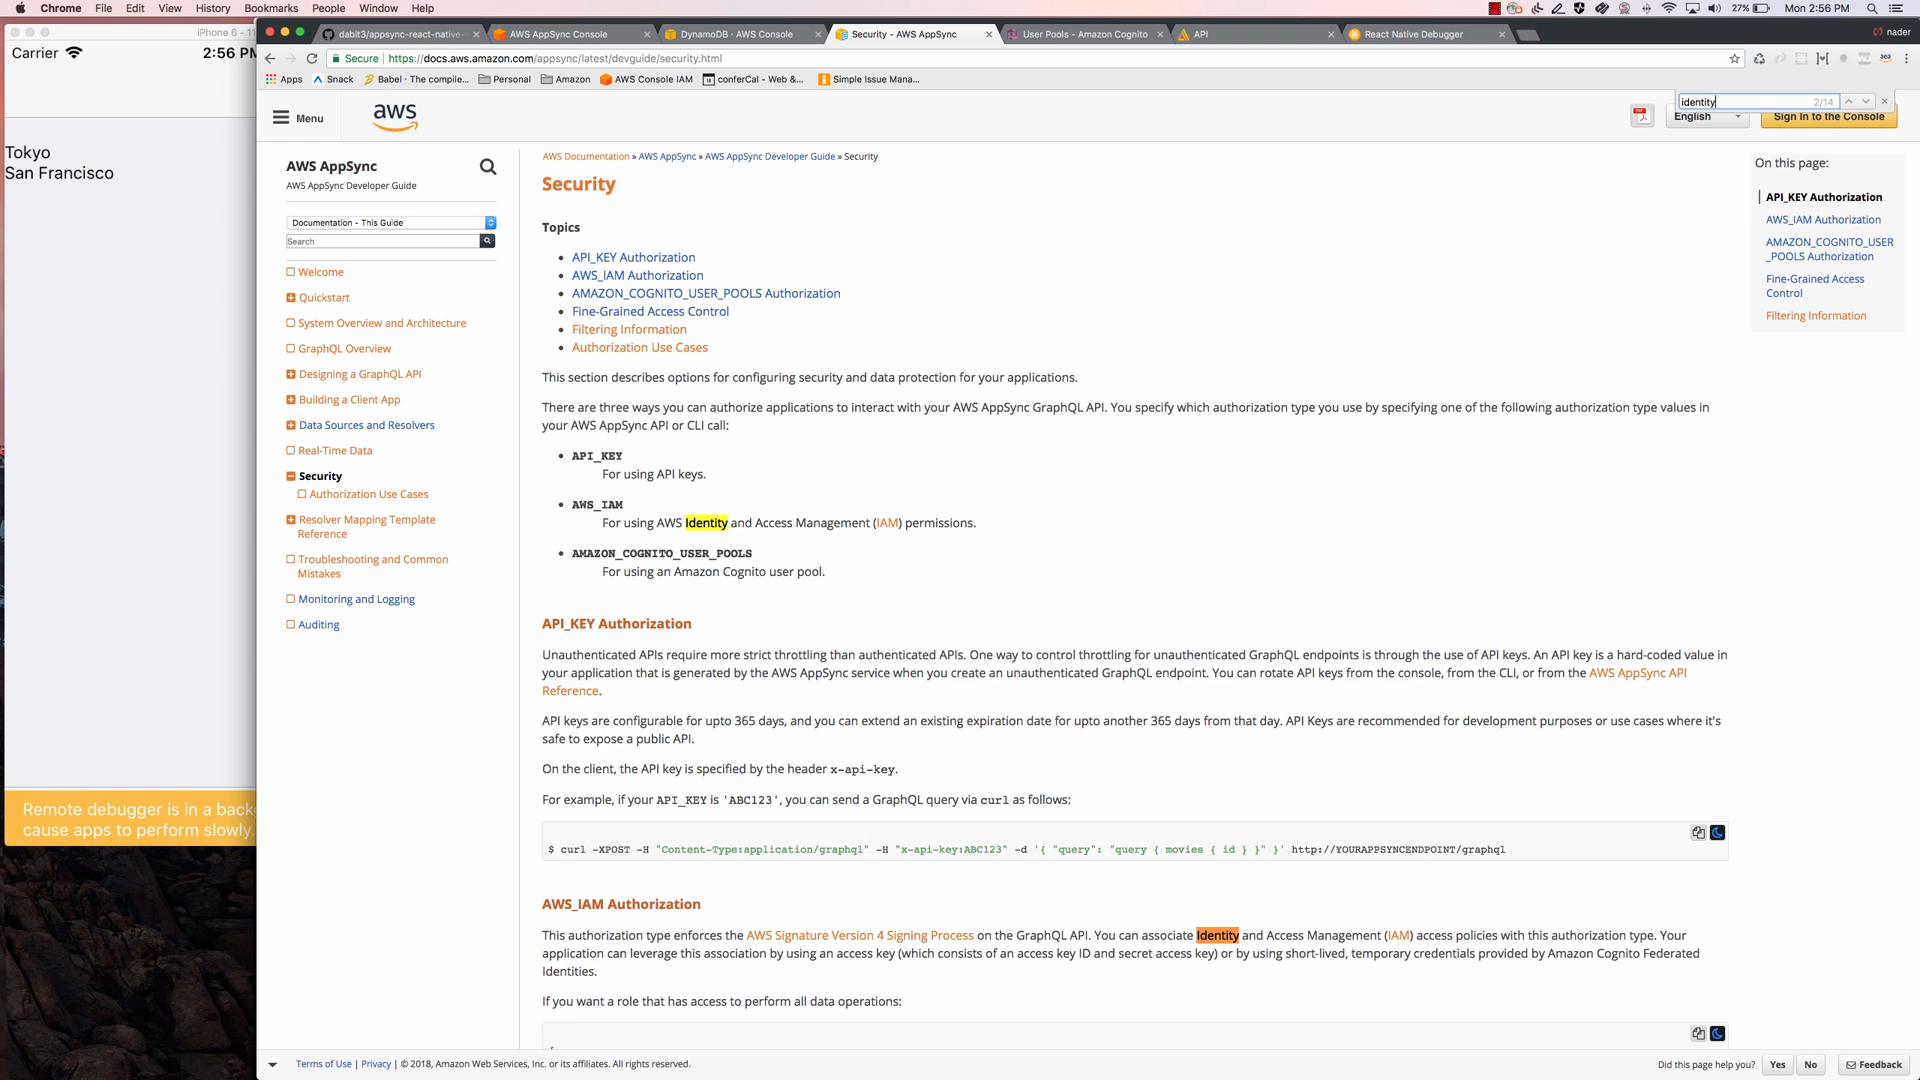 Chrome File Edit View History Bookmarks People Window Help
27% Mon 2:56 PM
iPhone 6 - 11
Carrier 2:56 PM
Tokyo
San Francisco
Remote debugger is in a back
cause apps to perform slowly.
dabit3/appsync-react-native- AWS AppSync Console DynamoDB · AWS Console Security - AWS AppSync User Pools - Amazon Cognito API React Native Debugger nader
Secure https://docs.aws.amazon.com/appsync/latest/devguide/security.html
Apps Snack Babel · The compile... Personal Amazon AWS Console IAM conferCal - Web &... Simple Issue Mana...
identity 2/14
Menu aws English Sign In to the Console
AWS AppSync
AWS AppSync Developer Guide
Documentation - This Guide
Search
Welcome
Quickstart
System Overview and Architecture
GraphQL Overview
Designing a GraphQL API
Building a Client App
Data Sources and Resolvers
Real-Time Data
Security
Authorization Use Cases
Resolver Mapping Template
Reference
Troubleshooting and Common
Mistakes
Monitoring and Logging
Auditing
AWS Documentation » AWS AppSync » AWS AppSync Developer Guide » Security
Security
Topics
API_KEY Authorization
AWS_IAM Authorization
AMAZON_COGNITO_USER_POOLS Authorization
Fine-Grained Access Control
Filtering Information
Authorization Use Cases
This section describes options for configuring security and data protection for your applications.
There are three ways you can authorize applications to interact with your AWS AppSync GraphQL API. You specify which authorization type you use by specifying one of the following authorization type values in
your AWS AppSync API or CLI call:
API_KEY
For using API keys.
AWS_IAM
For using AWS Identity and Access Management (IAM) permissions.
AMAZON_COGNITO_USER_POOLS
For using an Amazon Cognito user pool.
API_KEY Authorization
Unauthenticated APIs require more strict throttling than authenticated APIs. One way to control throttling for unauthenticated GraphQL endpoints is through the use of API keys. An API key is a hard-coded value in
your application that is generated by the AWS AppSync service when you create an unauthenticated GraphQL endpoint. You can rotate API keys from the console, from the CLI, or from the AWS AppSync API
Reference.
API keys are configurable for upto 365 days, and you can extend an existing expiration date for upto another 365 days from that day. API Keys are recommended for development purposes or use cases where it's
safe to expose a public API.
On the client, the API key is specified by the header x-api-key.
For example, if your API_KEY is 'ABC123', you can send a GraphQL query via curl as follows:
$ curl -XPOST -H "Content-Type:application/graphql" -H "x-api-key:ABC123" -d '{ "query": "query { movies { id } }" }' http://YOURAPPSYNCENDPOINT/graphql
AWS_IAM Authorization
This authorization type enforces the AWS Signature Version 4 Signing Process on the GraphQL API. You can associate Identity and Access Management (IAM) access policies with this authorization type. Your
application can leverage this association by using an access key (which consists of an access key ID and secret access key) or by using short-lived, temporary credentials provided by Amazon Cognito Federated
Identities.
If you want a role that has access to perform all data operations:
On this page:
API_KEY Authorization
AWS_IAM Authorization
AMAZON_COGNITO_USER
_POOLS Authorization
Fine-Grained Access
Control
Filtering Information
Terms of Use | Privacy | © 2018, Amazon Web Services, Inc. or its affiliates. All rights reserved.
Did this page help you? Yes No Feedback